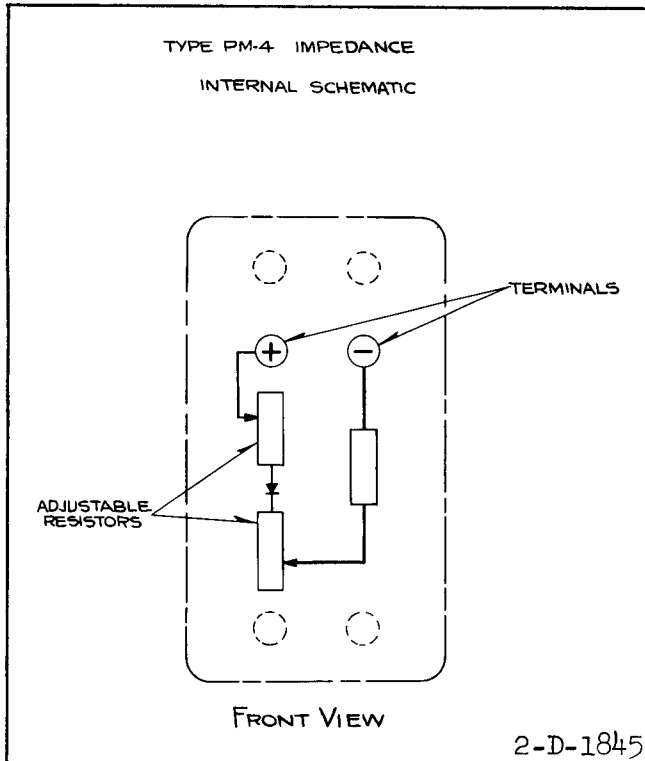 TYPE PM-4 IMPEDANCE
INTERNAL SCHEMATIC
TERMINALS
+ −
ADJUSTABLE
RESISTORS
FRONT VIEW
2-D-1845